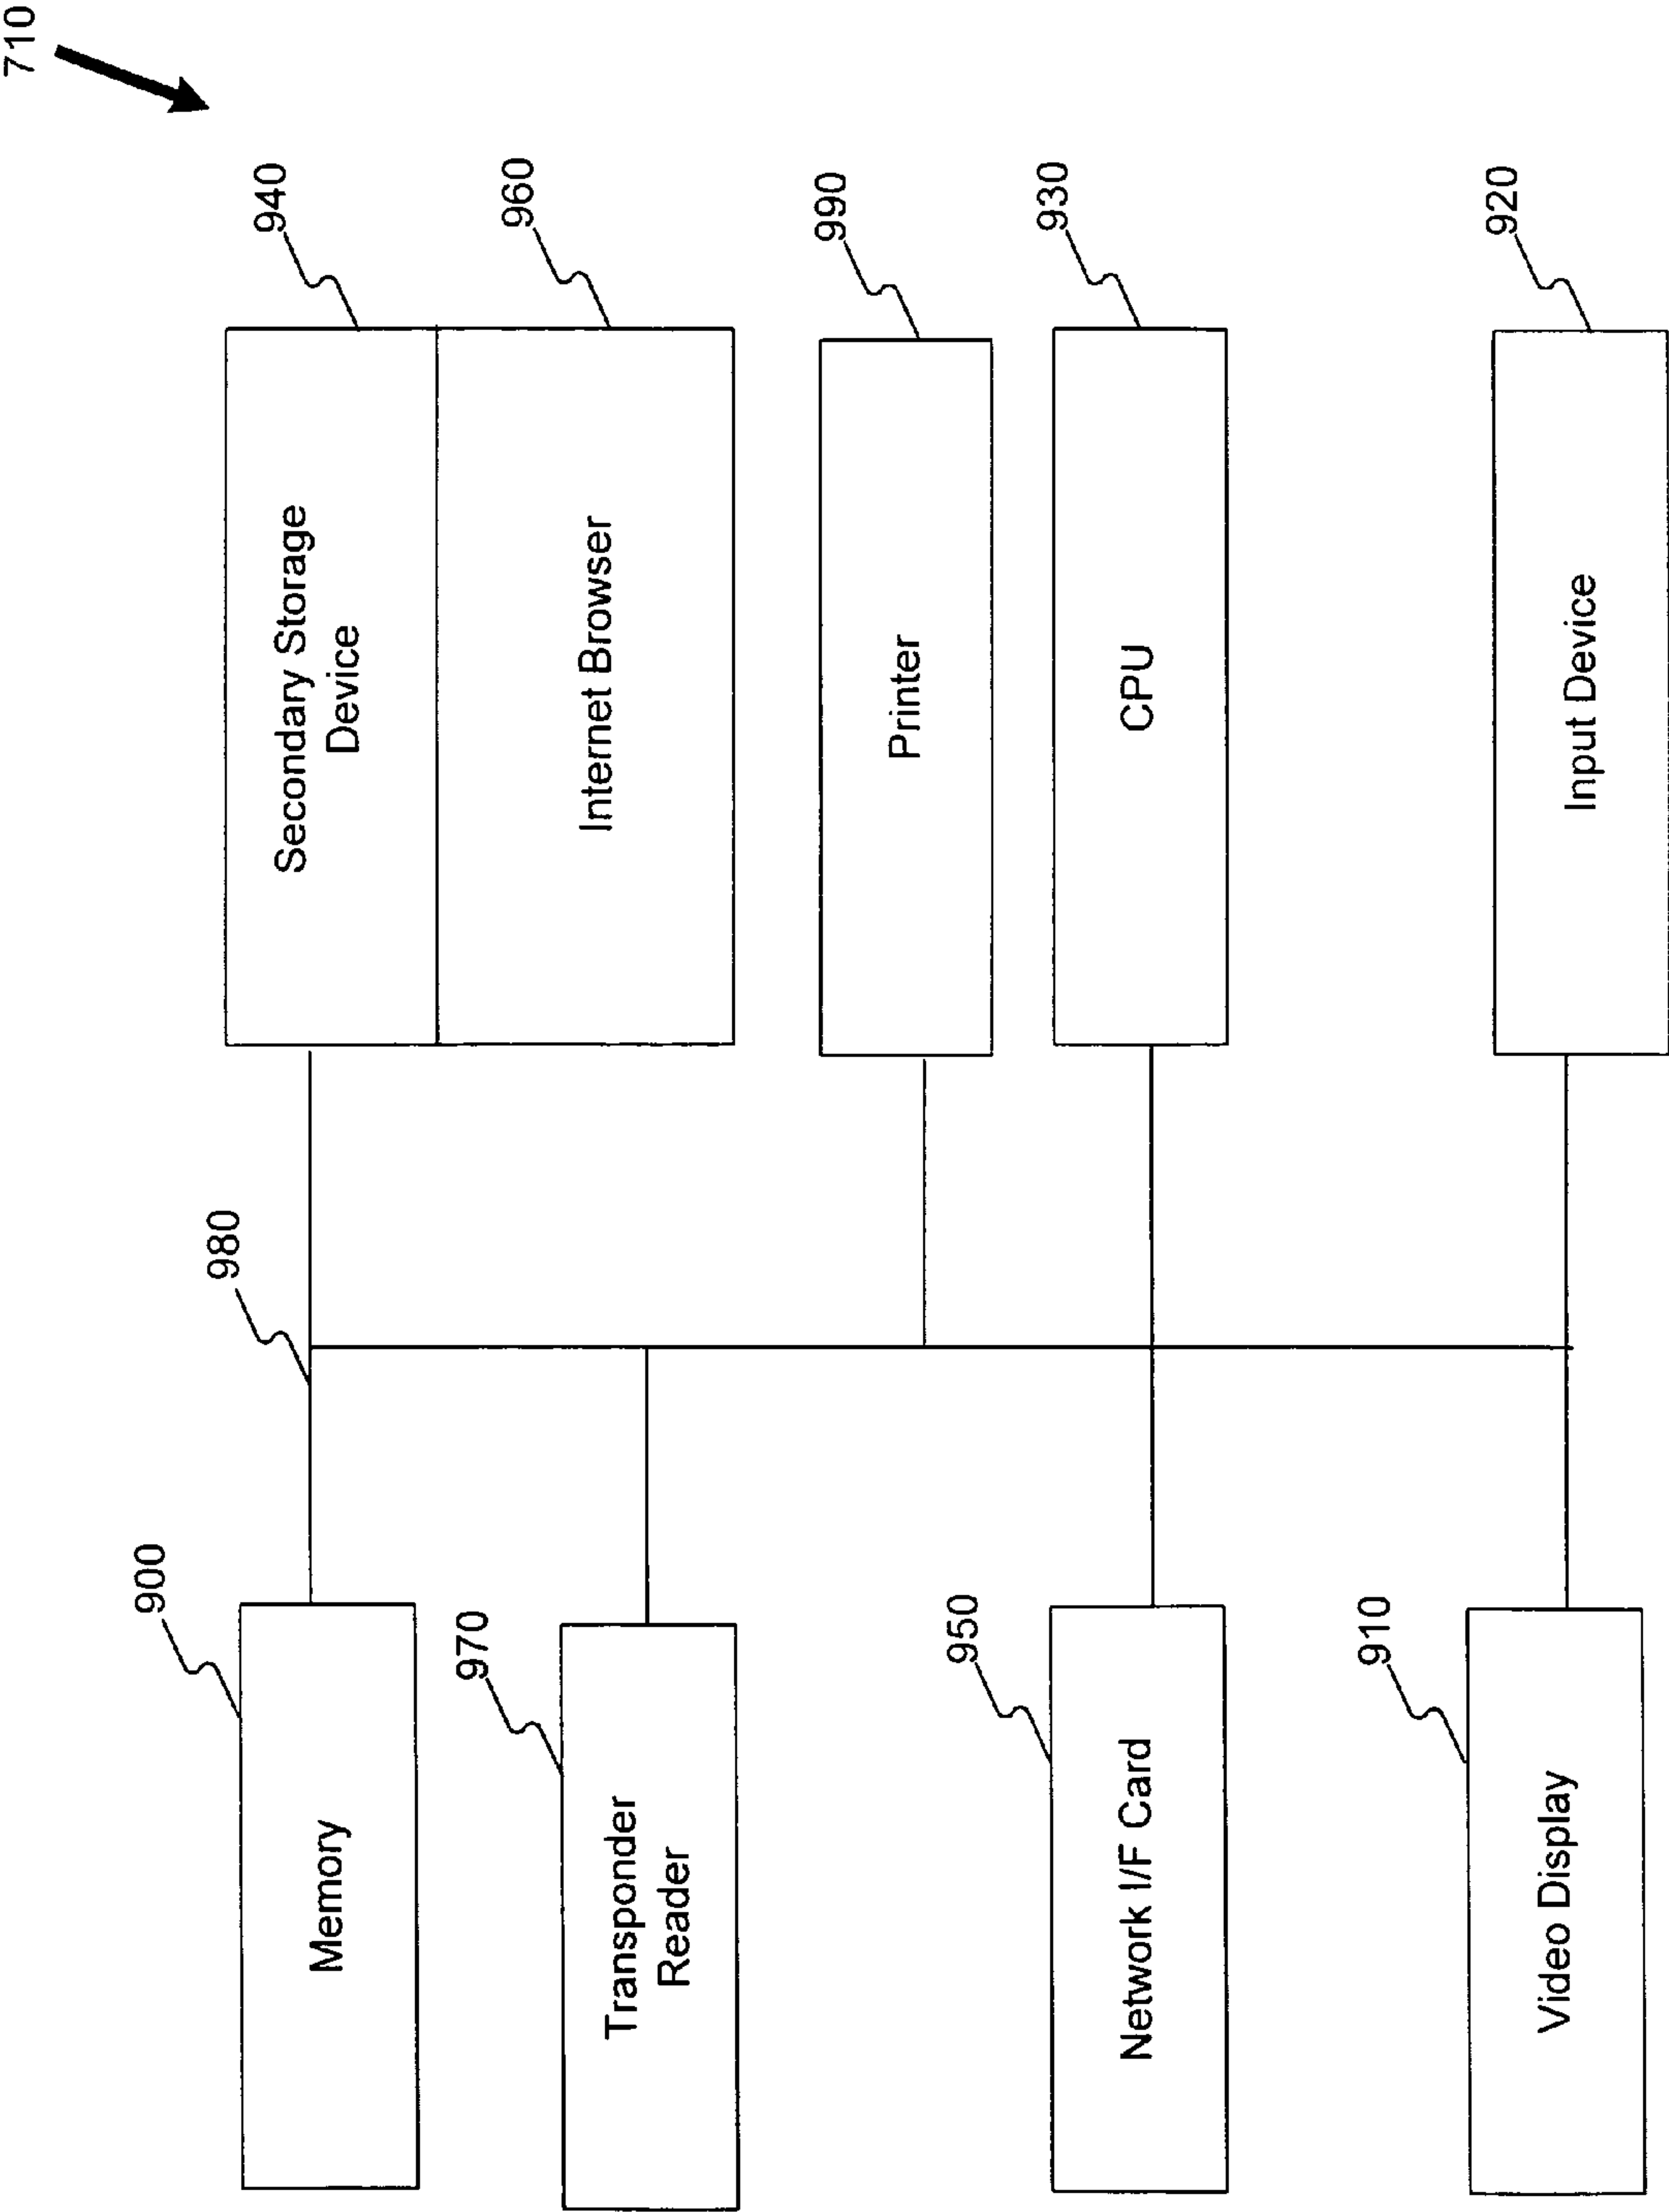 710
900
Memory
970
Transponder
Reader
950
Network I/F Card
910
Video Display
980
940
Secondary Storage
Device
960
Internet Browser
990
Printer
930
CPU
920
Input Device